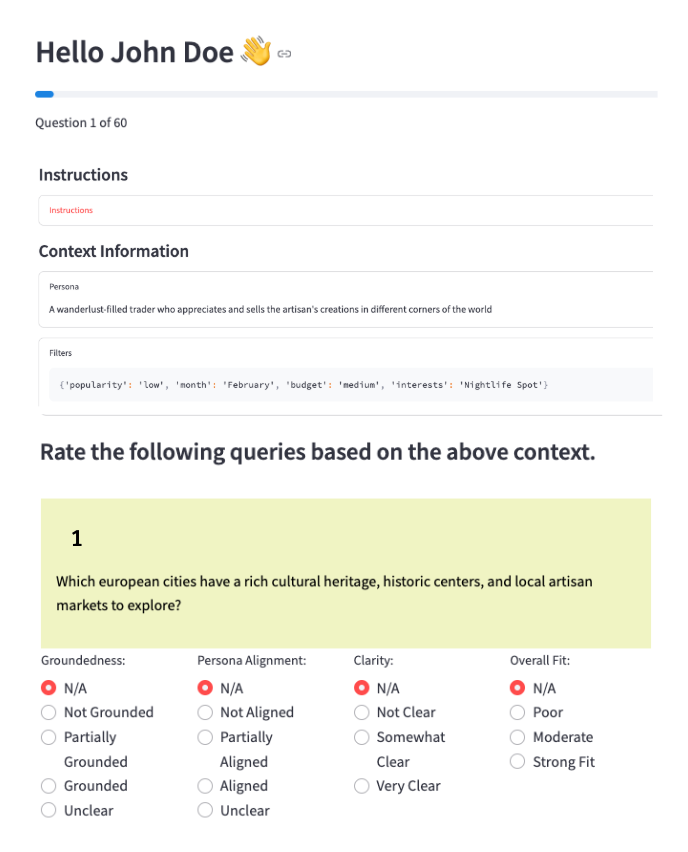 Hello John Doe 👋
Question 1 of 60
Instructions
Instructions
Context Information
Persona
A wanderlust-filled trader who appreciates and sells the artisan's creations in different corners of the world
Filters
{'popularity': 'low', 'month': 'February', 'budget': 'medium', 'interests': 'Nightlife Spot'}
Rate the following queries based on the above context.
1
Which european cities have a rich cultural heritage, historic centers, and local artisan
markets to explore?
Groundedness:
N/A
Not Grounded
Partially
Grounded
Grounded
Unclear
Persona Alignment:
N/A
Not Aligned
Partially
Aligned
Aligned
Unclear
Clarity:
N/A
Not Clear
Somewhat
Clear
Very Clear
Overall Fit:
N/A
Poor
Moderate
Strong Fit